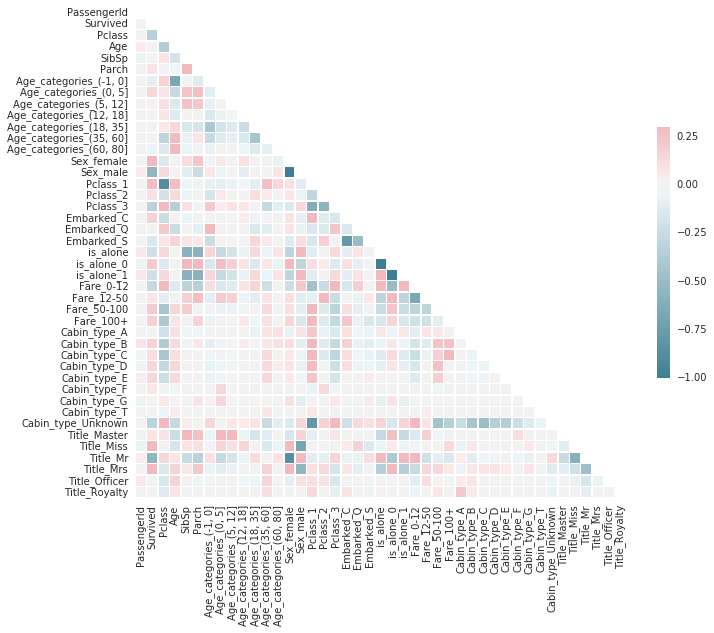 PassengerId
Survived
Pclass
Age
SibSp
Parch
Age_categories_(-1, 0]
Age_categories_(0, 5]
Age_categories_(5, 12]
Age_categories_(12, 18]
Age_categories_(18, 35]
Age_categories_(35, 60]
Age_categories_(60, 80]
Sex_female
Sex_male
Pclass_1
Pclass_2
Pclass_3
Embarked_C
Embarked_Q
Embarked_S
is_alone
is_alone_0
is_alone_1
Fare_0-12
Fare_12-50
Fare_50-100
Fare_100+
Cabin_type_A
Cabin_type_B
Cabin_type_C
Cabin_type_D
Cabin_type_E
Cabin_type_F
Cabin_type_G
Cabin_type_T
Cabin_type_Unknown
Title_Master
Title_Miss
Title_Mr
Title_Mrs
Title_Officer
Title_Royalty
PassengerId
Survived
Pclass
Age
SibSp
Parch
Age_categories_(-1, 0]
Age_categories_(0, 5]
Age_categories_(5, 12]
Age_categories_(12, 18]
Age_categories_(18, 35]
Age_categories_(35, 60]
Age_categories_(60, 80]
Sex_female
Sex_male
Pclass_1
Pclass_2
Pclass_3
Embarked_C
Embarked_Q
Embarked_S
is_alone
is_alone_0
is_alone_1
Fare_0-12
Fare_12-50
Fare_50-100
Fare_100+
Cabin_type_A
Cabin_type_B
Cabin_type_C
Cabin_type_D
Cabin_type_E
Cabin_type_F
Cabin_type_G
Cabin_type_T
Cabin_type_Unknown
Title_Master
Title_Miss
Title_Mr
Title_Mrs
Title_Officer
Title_Royalty
0.25
0.00
−0.25
−0.50
−0.75
−1.00